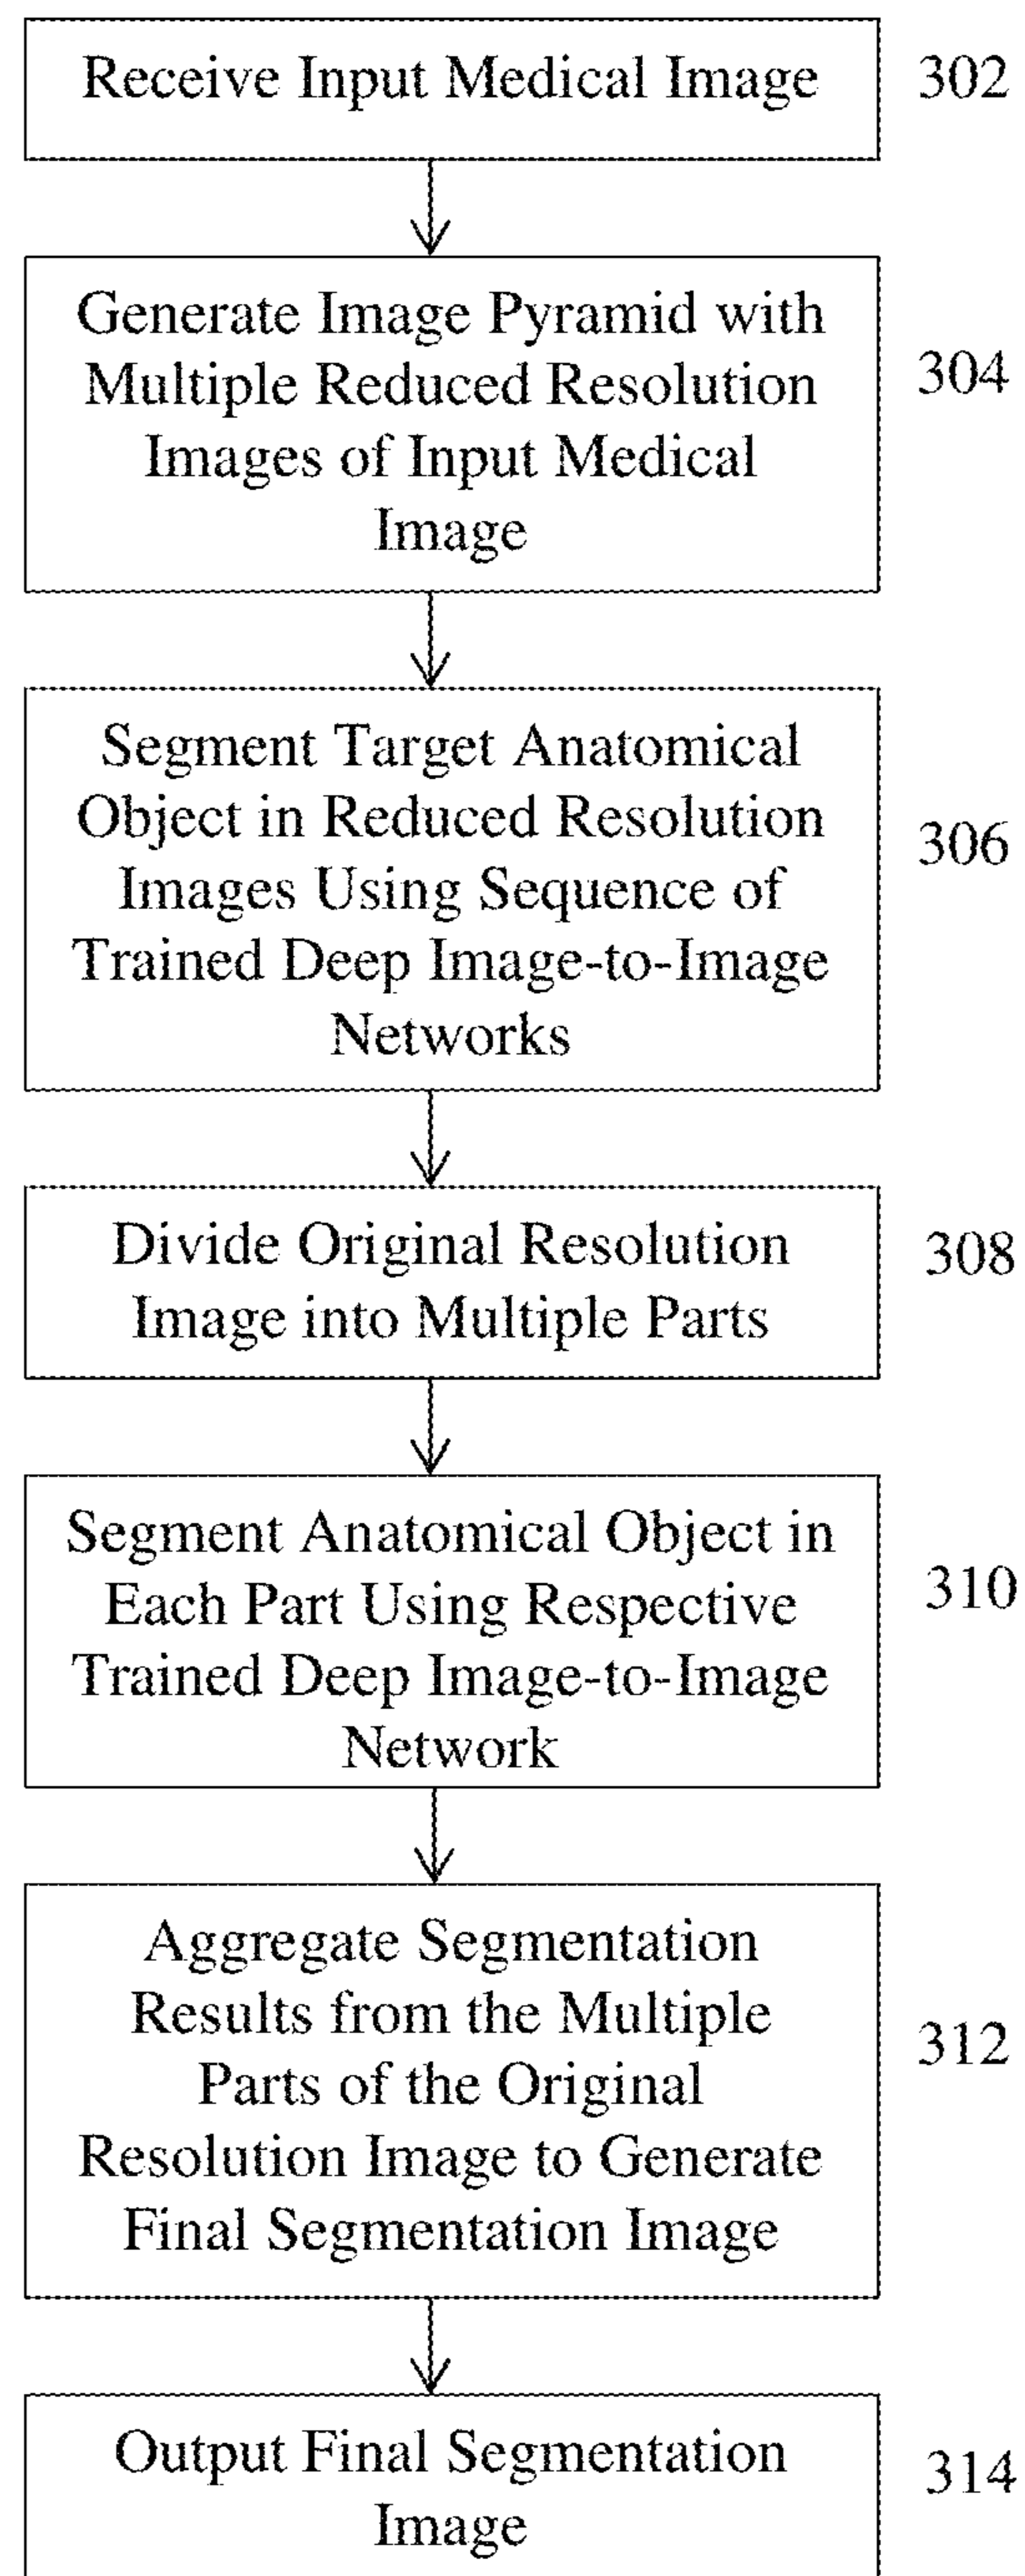 Receive Input Medical Image
302
Generate Image Pyramid with
Multiple Reduced Resolution
Images of Input Medical
Image
304
Segment Target Anatomical
Object in Reduced Resolution
Images Using Sequence of
Trained Deep Image-to-Image
Networks
306
Divide Original Resolution
Image into Multiple Parts
308
Segment Anatomical Object in
Each Part Using Respective
Trained Deep Image-to-Image
Network
310
Aggregate Segmentation
Results from the Multiple
Parts of the Original
Resolution Image to Generate
Final Segmentation Image
312
Output Final Segmentation
Image
314